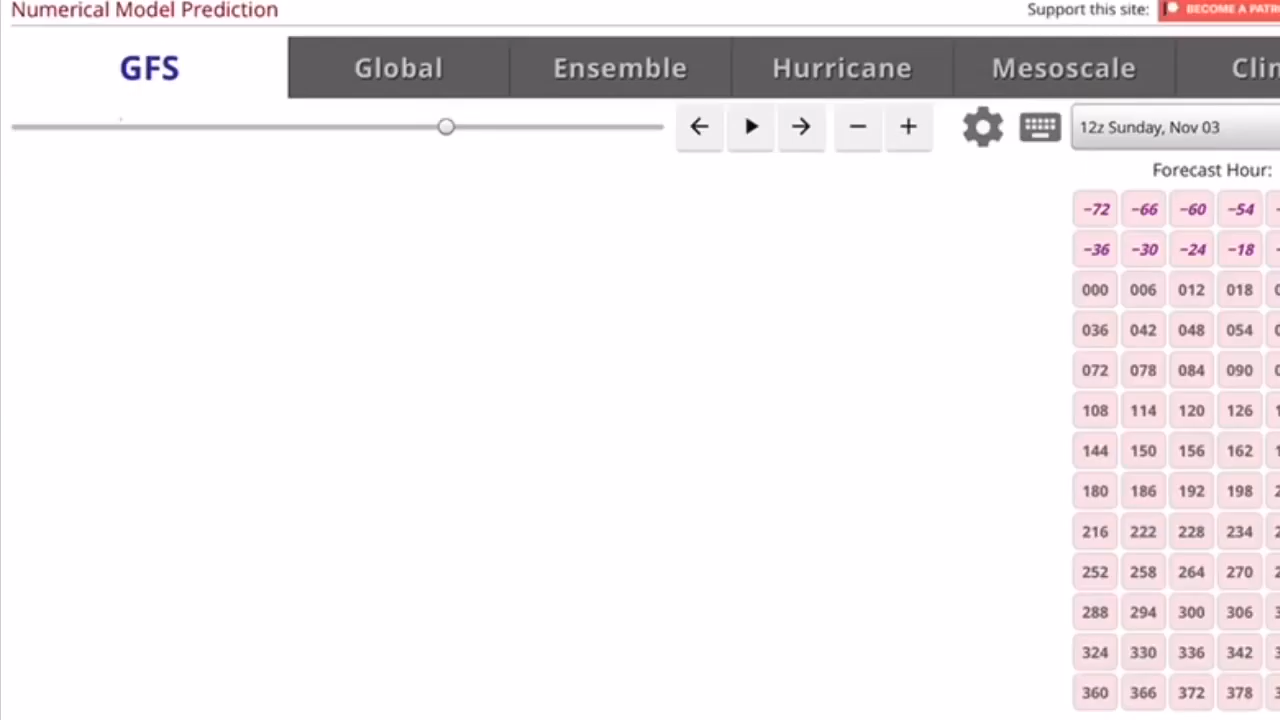 Numerical Model Prediction
Support this site: BECOME A PATR
GFS Global Ensemble Hurricane Mesoscale Clim
12z Sunday, Nov 03
Forecast Hour:
−72 −66 −60 −54
−36 −30 −24 −18
000 006 012 018
036 042 048 054
072 078 084 090
108 114 120 126
144 150 156 162
180 186 192 198
216 222 228 234
252 258 264 270
288 294 300 306
324 330 336 342
360 366 372 378